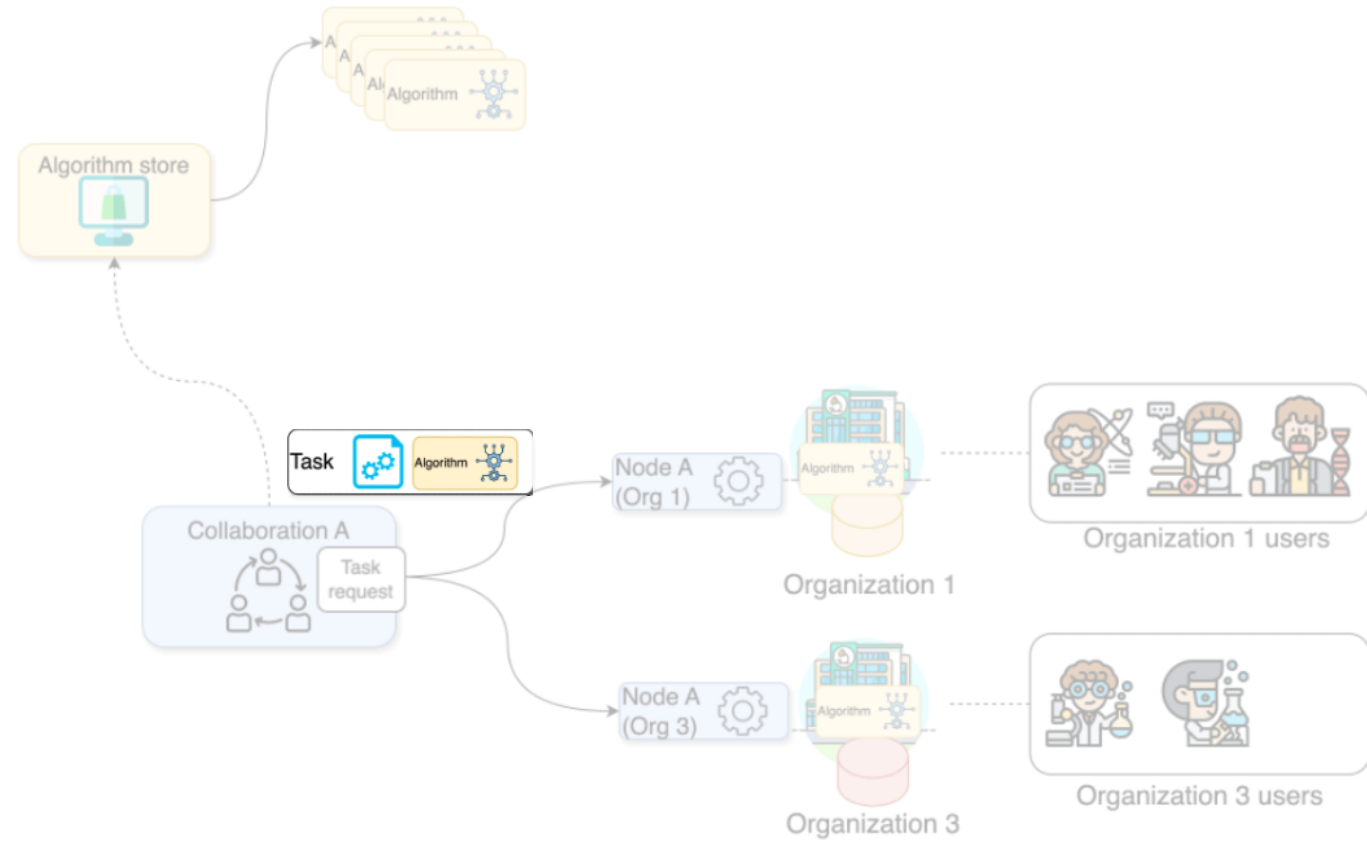 A
A
A
Al
Algorithm
Algorithm store
Task
Algorithm
Collaboration A
Task
request
Node A
(Org 1)
Algorithm
Organization 1
Organization 1 users
Node A
(Org 3)
Algorithm
Organization 3
Organization 3 users